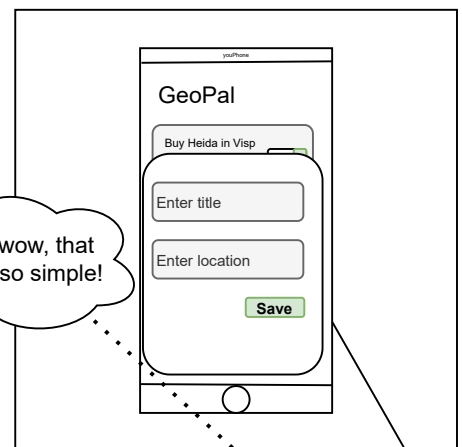 youPhone
GeoPal
Buy Heida in Visp
Enter title
wow, that
so simple!
Enter location
Save